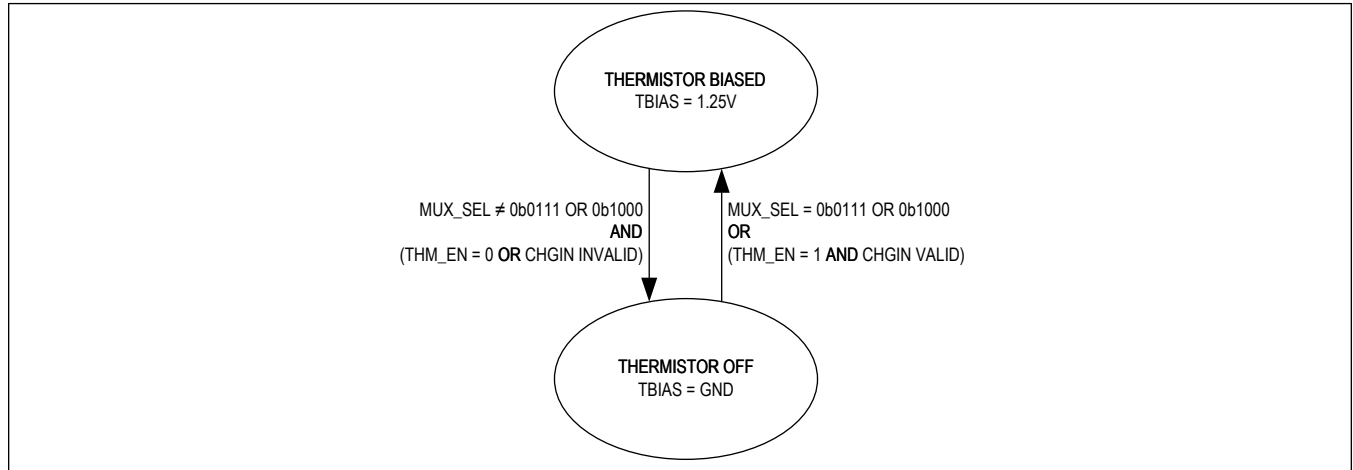 THERMISTOR BIASED
TBIAS = 1.25V
MUX_SEL ≠ 0b0111 OR 0b1000
AND
(THM_EN = 0 OR CHGIN INVALID)
MUX_SEL = 0b0111 OR 0b1000
OR
(THM_EN = 1 AND CHGIN VALID)
THERMISTOR OFF
TBIAS = GND